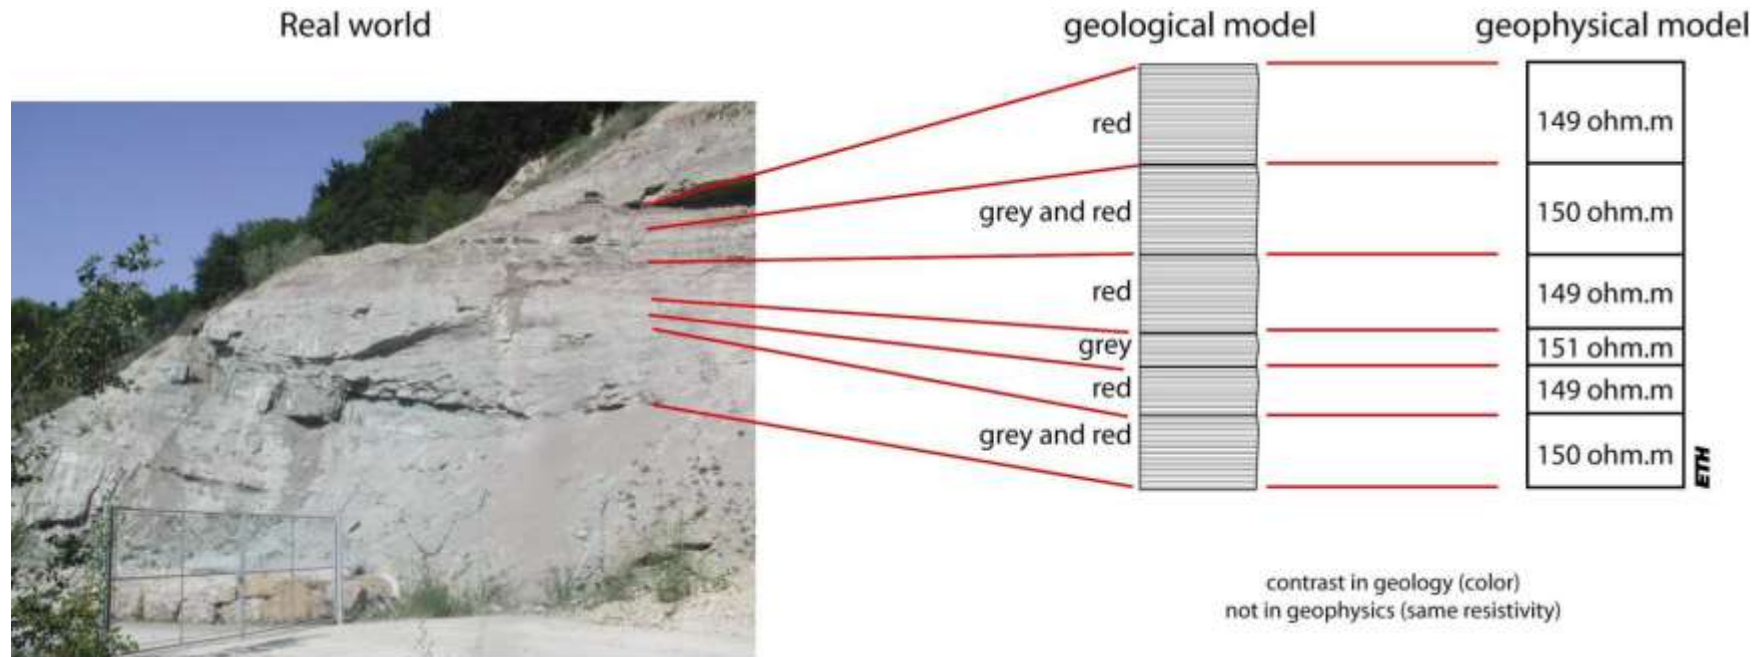 Real world
geological model
geophysical model
red
grey and red
red
grey
red
grey and red
149 ohm.m
150 ohm.m
149 ohm.m
151 ohm.m
149 ohm.m
150 ohm.m
ETH
contrast in geology (color)
not in geophysics (same resistivity)